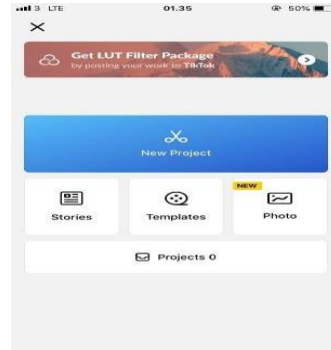 3 LTE 01.35 @ 50%
Get LUT Filter Package
by posting your work to TikTok
New Project
NEW
Stories Templates Photo
Projects 0